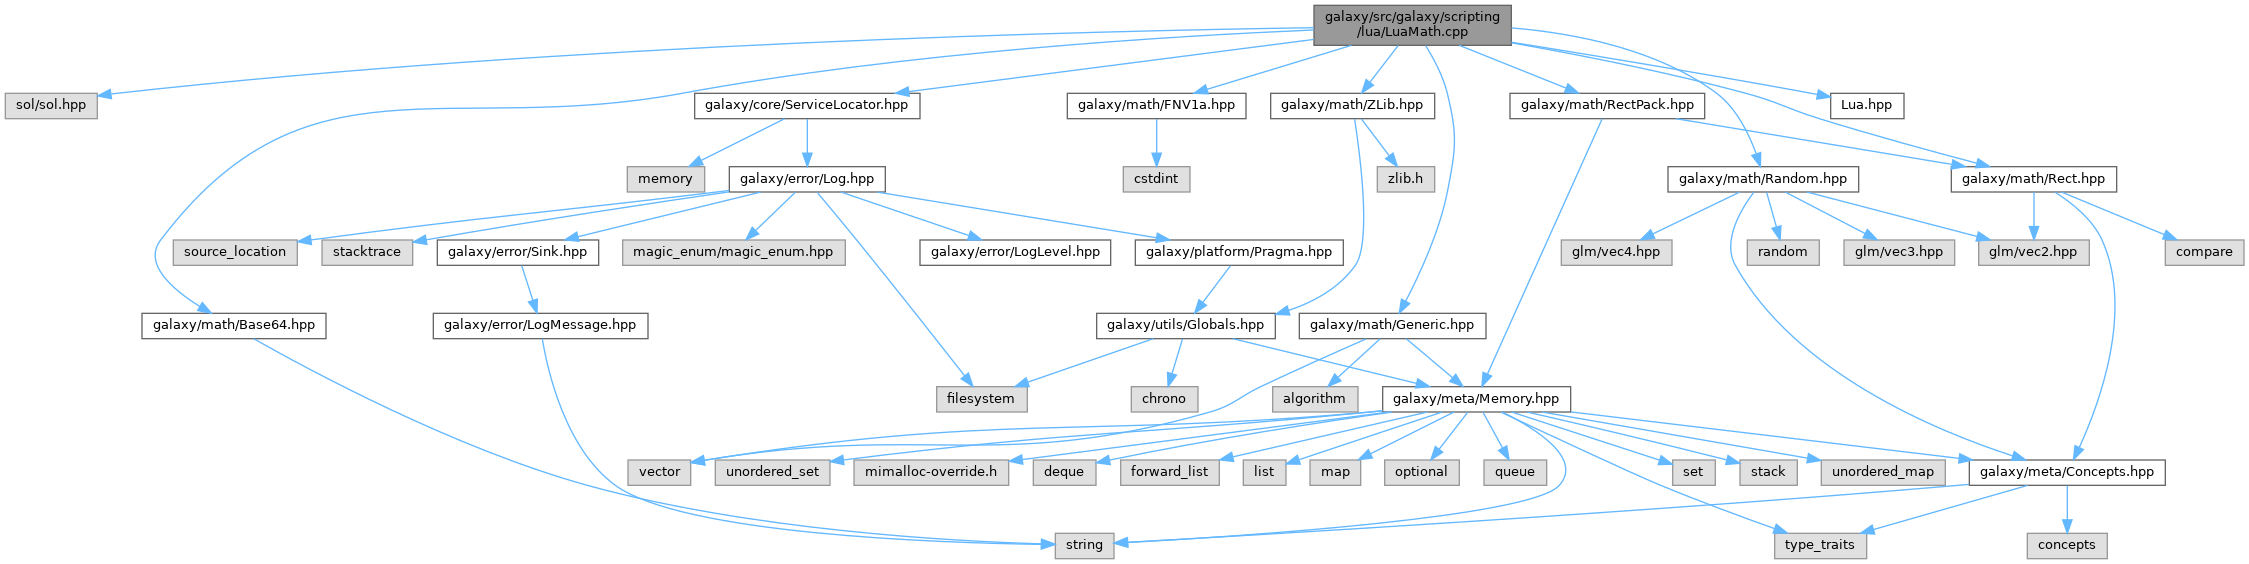 galaxy/src/galaxy/scripting
/lua/LuaMath.cpp
sol/sol.hpp
galaxy/core/ServiceLocator.hpp
galaxy/math/FNV1a.hpp
galaxy/math/ZLib.hpp
galaxy/math/RectPack.hpp
Lua.hpp
memory
galaxy/error/Log.hpp
cstdint
zlib.h
galaxy/math/Random.hpp
galaxy/math/Rect.hpp
source_location
stacktrace
galaxy/error/Sink.hpp
magic_enum/magic_enum.hpp
galaxy/error/LogLevel.hpp
galaxy/platform/Pragma.hpp
glm/vec4.hpp
random
glm/vec3.hpp
glm/vec2.hpp
compare
galaxy/math/Base64.hpp
galaxy/error/LogMessage.hpp
galaxy/utils/Globals.hpp
galaxy/math/Generic.hpp
filesystem
chrono
algorithm
galaxy/meta/Memory.hpp
vector
unordered_set
mimalloc-override.h
deque
forward_list
list
map
optional
queue
set
stack
unordered_map
galaxy/meta/Concepts.hpp
string
type_traits
concepts